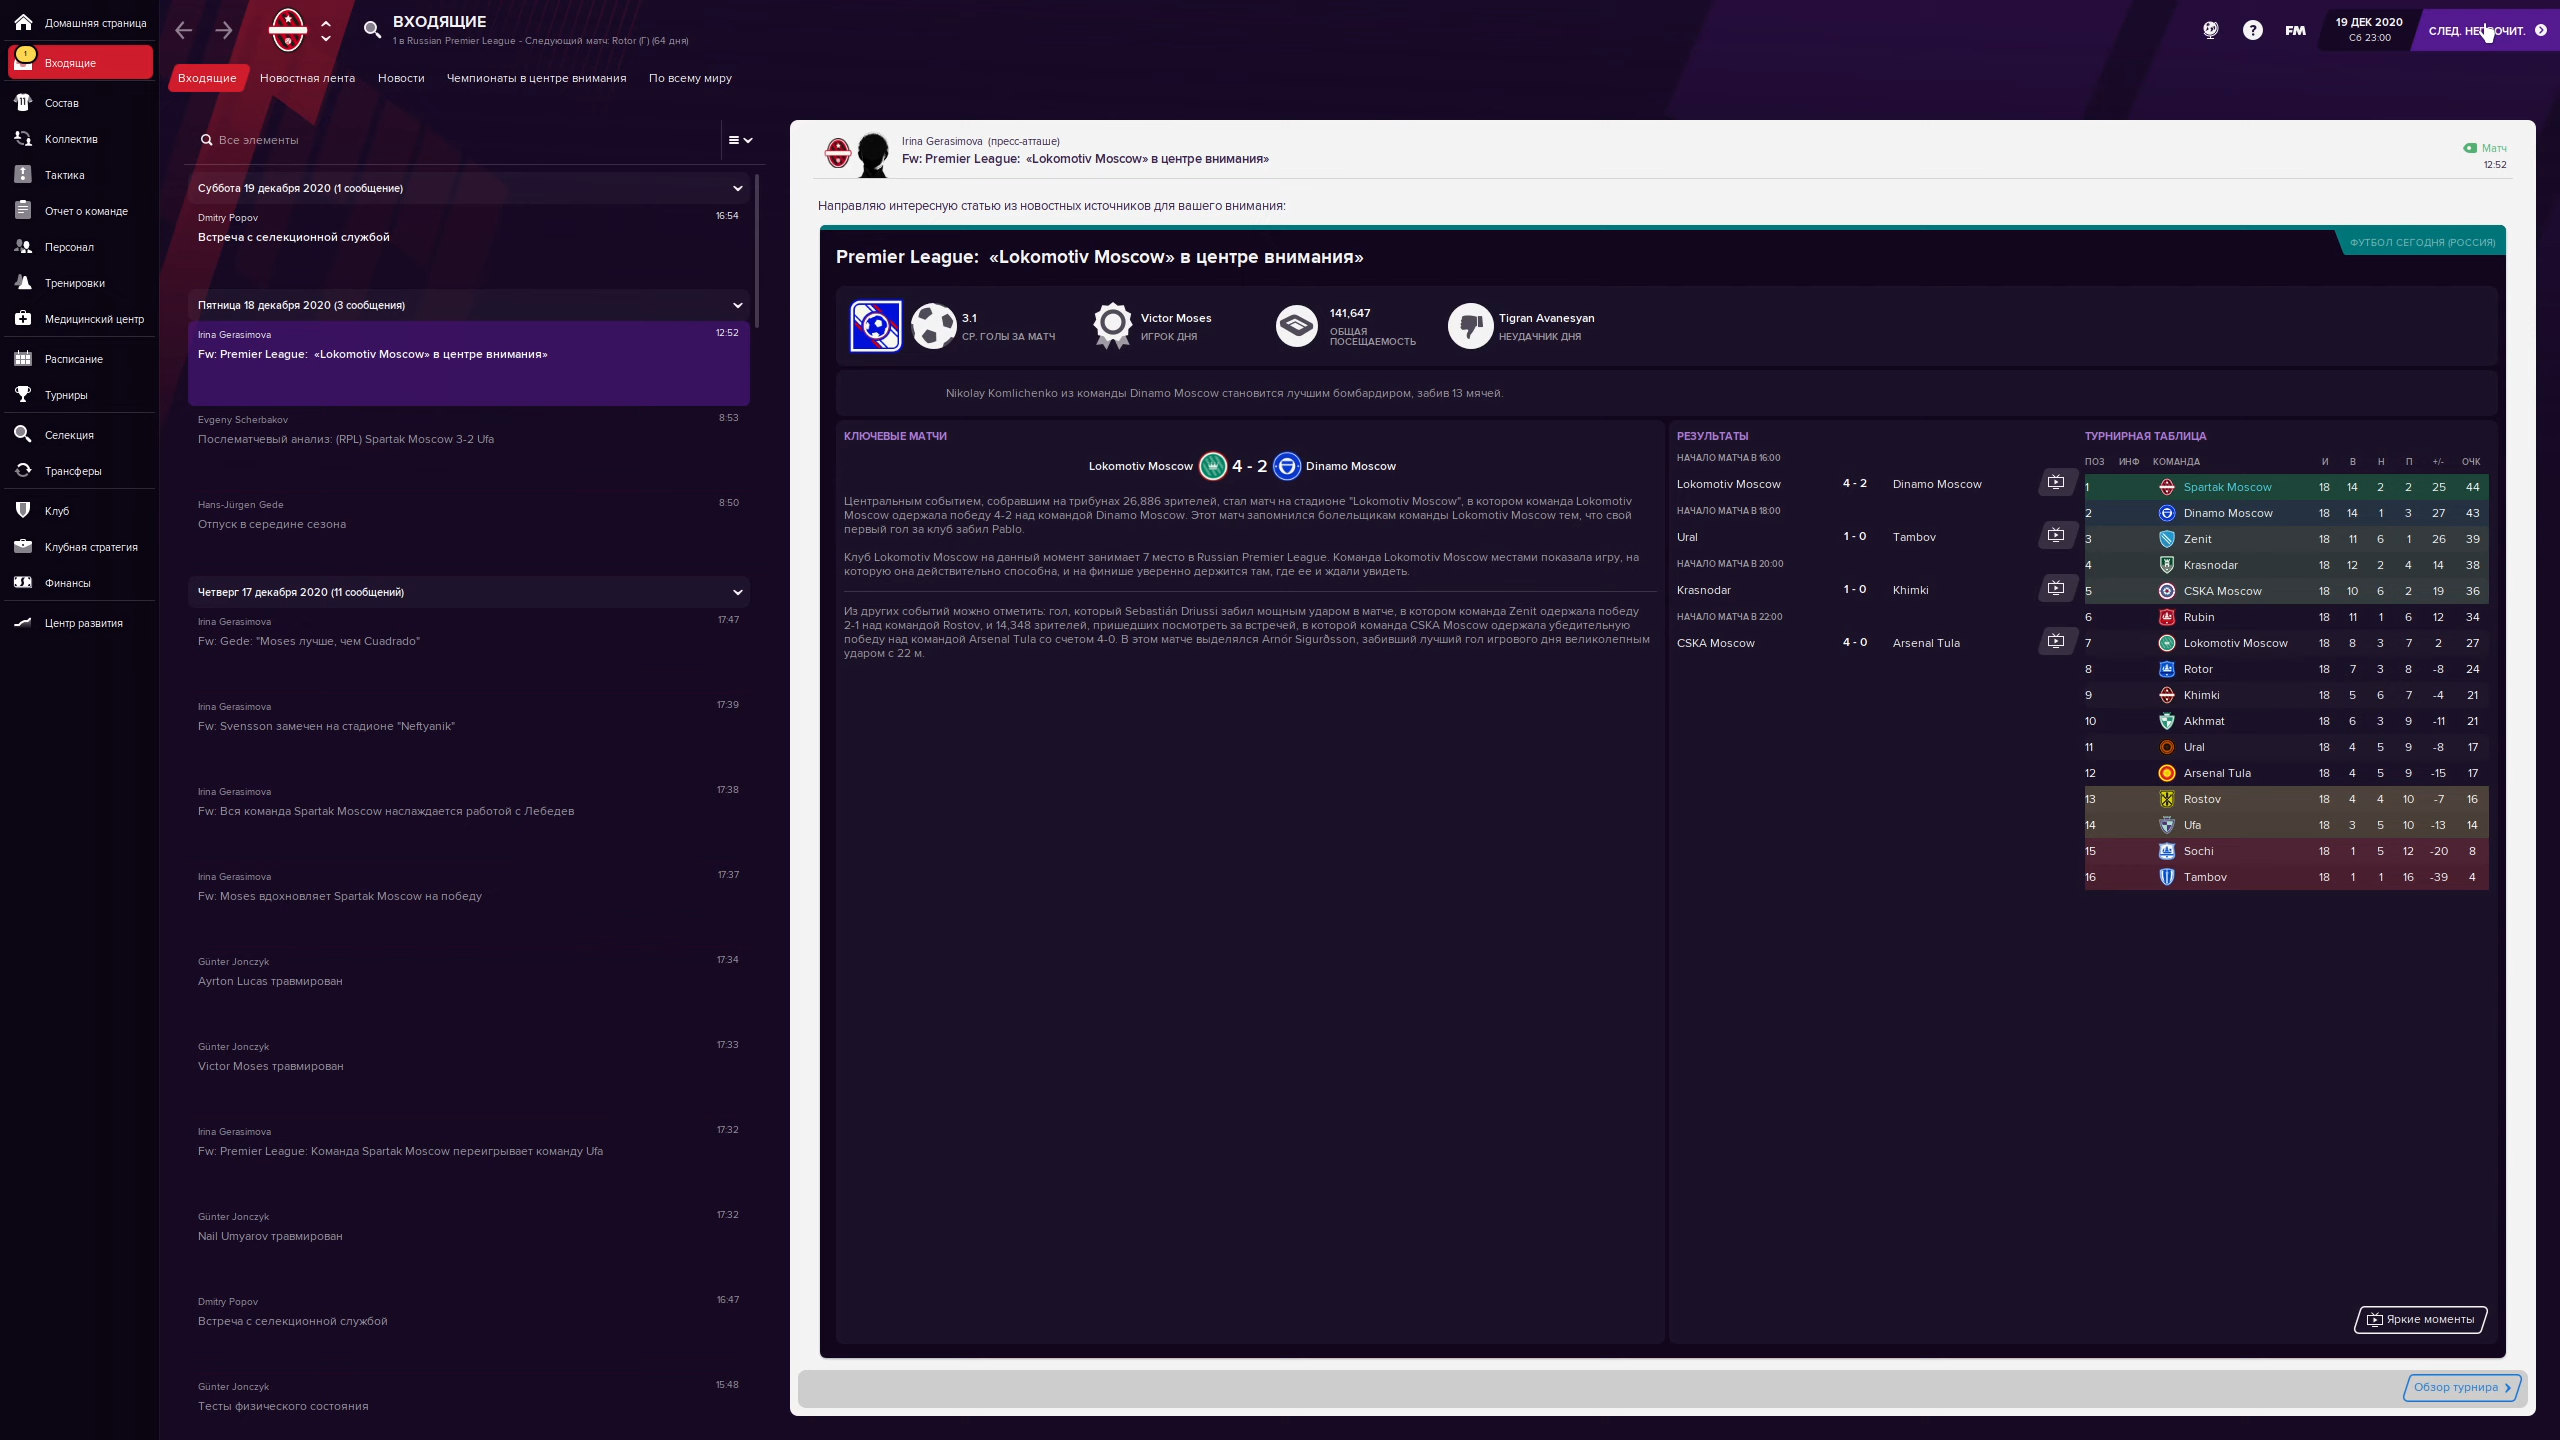 Домашняя страница
1
Входящие
Состав
Коллектив
Тактика
Отчет о команде
Персонал
Тренировки
Медицинский центр
Расписание
Турниры
Селекция
Трансферы
Клуб
Клубная стратегия
Финансы
Центр развития
ВХОДЯЩИЕ
1 в Russian Premier League - Следующий матч: Rotor (Г) (64 дня)
FM
19 ДЕК 2020
Сб 23:00
СЛЕД.
Входящие Новостная лента Новости Чемпионаты в центре внимания По всему миру
Все элементы
Суббота 19 декабря 2020 (1 сообщение)
Dmitry Popov 16:54
Встреча с селекционной службой
Пятница 18 декабря 2020 (3 сообщения)
Irina Gerasimova 12:52
Fw: Premier League: «Lokomotiv Moscow» в центре внимания»
Evgeny Scherbakov 8:53
Послематчевый анализ: (RPL) Spartak Moscow 3-2 Ufa
Hans-Jürgen Gede 8:50
Отпуск в середине сезона
Четверг 17 декабря 2020 (11 сообщений)
Irina Gerasimova 17:47
Fw: Gede: "Moses лучше, чем Cuadrado"
Irina Gerasimova 17:39
Fw: Svensson замечен на стадионе "Neftyanik"
Irina Gerasimova 17:38
Fw: Вся команда Spartak Moscow наслаждается работой с Лебедев
Irina Gerasimova 17:37
Fw: Moses вдохновляет Spartak Moscow на победу
Günter Jonczyk 17:34
Ayrton Lucas травмирован
Günter Jonczyk 17:33
Victor Moses травмирован
Irina Gerasimova 17:32
Fw: Premier League: Команда Spartak Moscow переигрывает команду Ufa
Günter Jonczyk 17:32
Nail Umyarov травмирован
Dmitry Popov 16:47
Встреча с селекционной службой
Günter Jonczyk 15:48
Тесты физического состояния
Irina Gerasimova (пресс-атташе)
Fw: Premier League: «Lokomotiv Moscow» в центре внимания»
Матч
12:52
Направляю интересную статью из новостных источников для вашего внимания:
ФУТБОЛ СЕГОДНЯ (РОССИЯ)
Premier League: «Lokomotiv Moscow» в центре внимания»
3.1
СР. ГОЛЫ ЗА МАТЧ
Victor Moses
ИГРОК ДНЯ
141,647
ОБЩАЯ
ПОСЕЩАЕМОСТЬ
Tigran Avanesyan
НЕУДАЧНИК ДНЯ
Nikolay Komlichenko из команды Dinamo Moscow становится лучшим бомбардиром, забив 13 мячей.
КЛЮЧЕВЫЕ МАТЧИ
Lokomotiv Moscow 4 - 2 Dinamo Moscow
Центральным событием, собравшим на трибунах 26,886 зрителей, стал матч на стадионе "Lokomotiv Moscow", в котором команда Lokomotiv
Moscow одержала победу 4-2 над командой Dinamo Moscow. Этот матч запомнился болельщикам команды Lokomotiv Moscow тем, что свой
первый гол за клуб забил Pablo.
Клуб Lokomotiv Moscow на данный момент занимает 7 место в Russian Premier League. Команда Lokomotiv Moscow местами показала игру, на
которую она действительно способна, и на финише уверенно держится там, где ее и ждали увидеть.
Из других событий можно отметить: гол, который Sebastián Driussi забил мощным ударом в матче, в котором команда Zenit одержала победу
2-1 над командой Rostov, и 14,348 зрителей, пришедших посмотреть за встречей, в которой команда CSKA Moscow одержала убедительную
победу над командой Arsenal Tula со счетом 4-0. В этом матче выделялся Arnór Sigurðsson, забивший лучший гол игрового дня великолепным
ударом с 22 м.
РЕЗУЛЬТАТЫ
НАЧАЛО МАТЧА В 16:00
Lokomotiv Moscow 4 - 2 Dinamo Moscow
НАЧАЛО МАТЧА В 18:00
Ural 1 - 0 Tambov
НАЧАЛО МАТЧА В 20:00
Krasnodar 1 - 0 Khimki
НАЧАЛО МАТЧА В 22:00
CSKA Moscow 4 - 0 Arsenal Tula
ТУРНИРНАЯ ТАБЛИЦА
ПОЗ ИНФ КОМАНДА И В Н П +/- ОЧК
1 Spartak Moscow 18 14 2 2 25 44
2 Dinamo Moscow 18 14 1 3 27 43
3 Zenit 18 11 6 1 26 39
4 Krasnodar 18 12 2 4 14 38
5 CSKA Moscow 18 10 6 2 19 36
6 Rubin 18 11 1 6 12 34
7 Lokomotiv Moscow 18 8 3 7 2 27
8 Rotor 18 7 3 8 -8 24
9 Khimki 18 5 6 7 -4 21
10 Akhmat 18 6 3 9 -11 21
11 Ural 18 4 5 9 -8 17
12 Arsenal Tula 18 4 5 9 -15 17
13 Rostov 18 4 4 10 -7 16
14 Ufa 18 3 5 10 -13 14
15 Sochi 18 1 5 12 -20 8
16 Tambov 18 1 1 16 -39 4
Яркие моменты
Обзор турнира